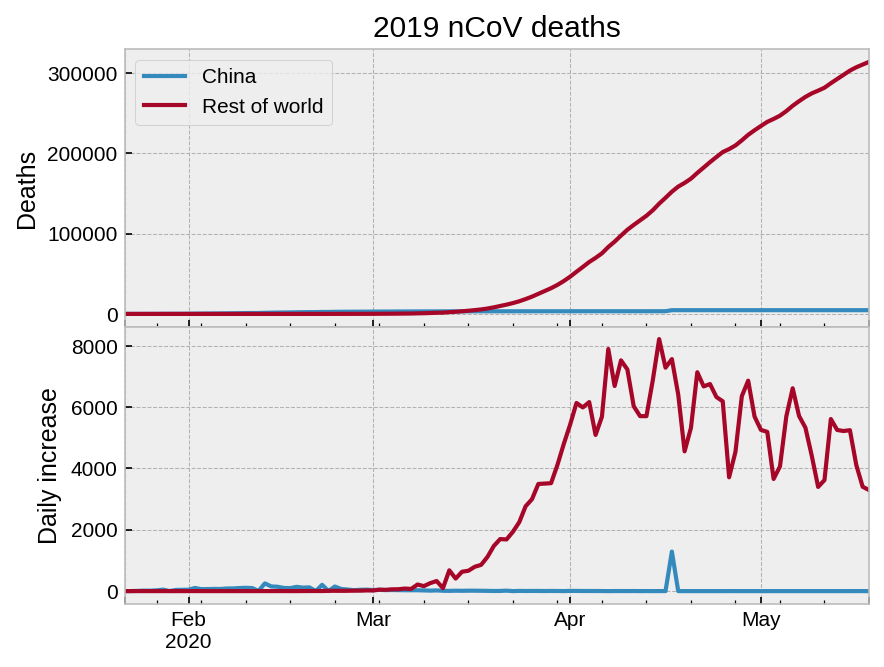 2019 nCoV deaths
China
Rest of world
Deaths
300000
200000
100000
0
Daily increase
8000
6000
4000
2000
0
Feb
2020
Mar
Apr
May